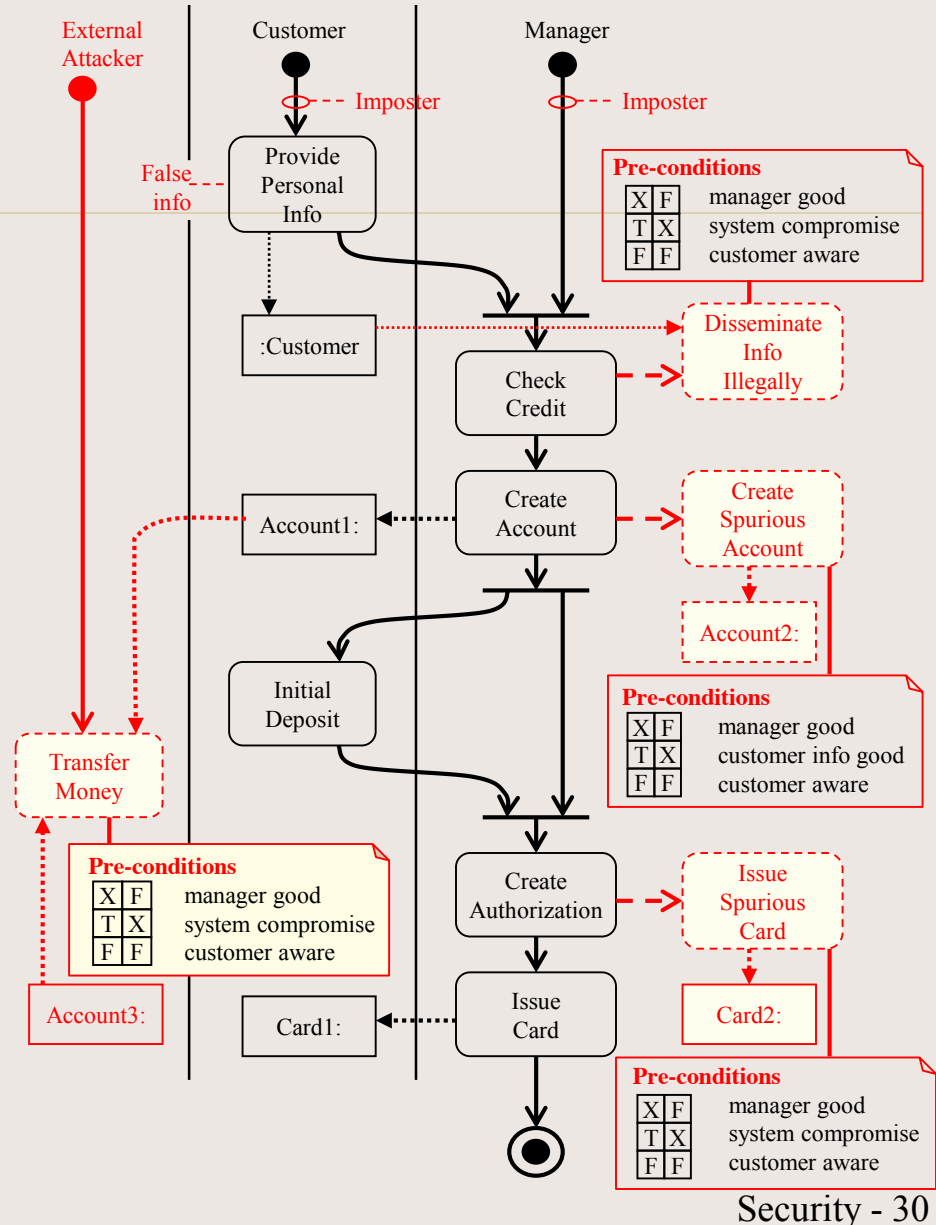 External
Attacker
Customer
Manager
Imposter
Imposter
Provide
Personal
Info
False
info
Pre-conditions
X F manager good
T X system compromise
F F customer aware
:Customer
Disseminate
Info
Illegally
Check
Credit
Create
Account
Account1:
Create
Spurious
Account
Account2:
Initial
Deposit
Pre-conditions
X F manager good
T X customer info good
F F customer aware
Transfer
Money
Pre-conditions
X F manager good
T X system compromise
F F customer aware
Create
Authorization
Issue
Spurious
Card
Account3:
Card1:
Issue
Card
Card2:
Pre-conditions
X F manager good
T X system compromise
F F customer aware
Security - 30